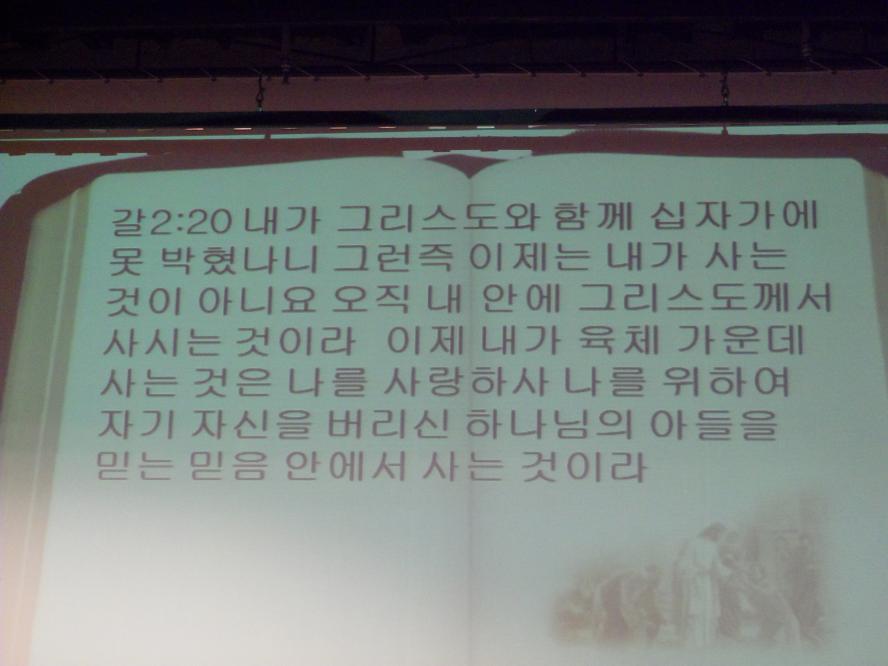 갈2:20 내가 그리스도와 함께 십자가에
못 박혔나니 그런즉 이제는 내가 사는
것이 아니요 오직 내 안에 그리스도께서
사시는 것이라 이제 내가 육체 가운데
사는 것은 나를 사랑하사 나를 위하여
자기 자신을 버리신 하나님의 아들을
믿는 믿음 안에서 사는 것이라